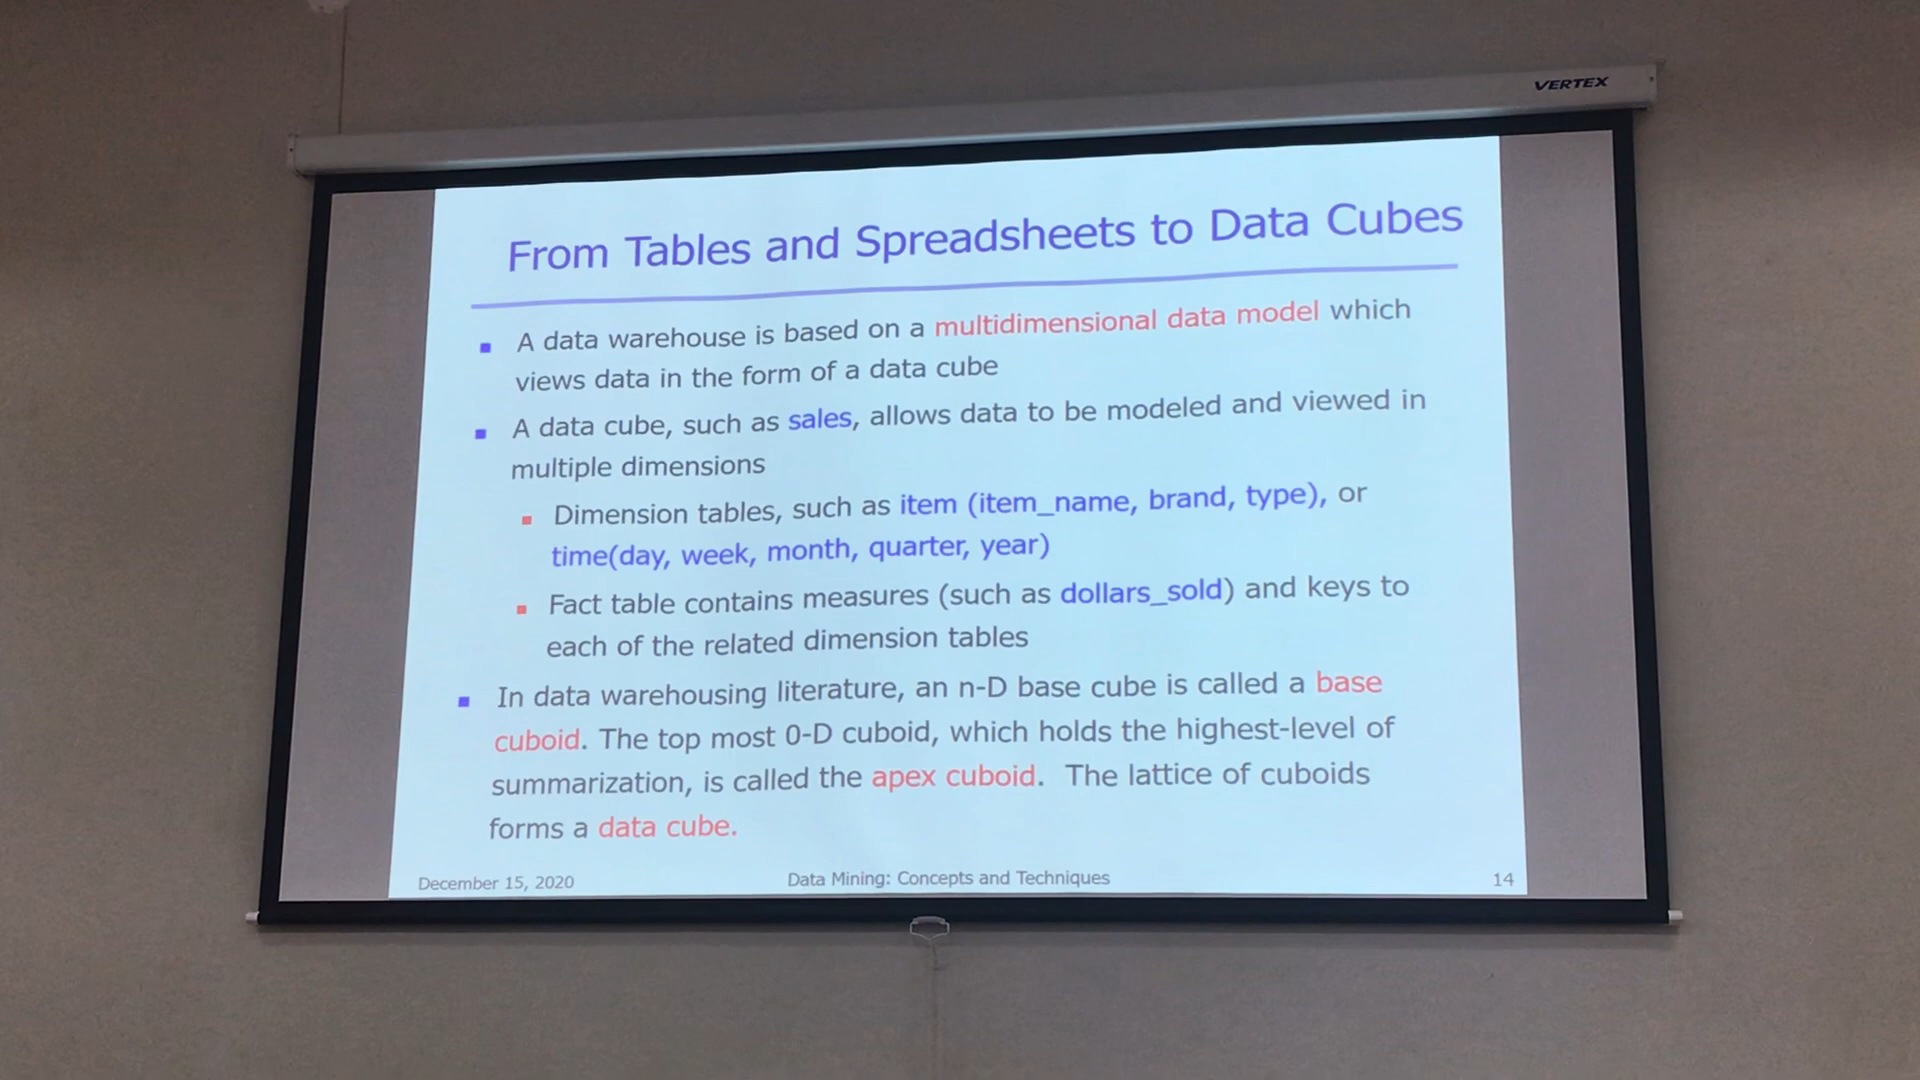 VERTEX
From Tables and Spreadsheets to Data Cubes
A data warehouse is based on a multidimensional data model which
views data in the form of a data cube
A data cube, such as sales, allows data to be modeled and viewed in
multiple dimensions
Dimension tables, such as item (item_name, brand, type), or
time(day, week, month, quarter, year)
Fact table contains measures (such as dollars_sold) and keys to
each of the related dimension tables
In data warehousing literature, an n-D base cube is called a base
cuboid. The top most 0-D cuboid, which holds the highest-level of
summarization, is called the apex cuboid.  The lattice of cuboids
forms a data cube.
December 15, 2020
Data Mining: Concepts and Techniques
14